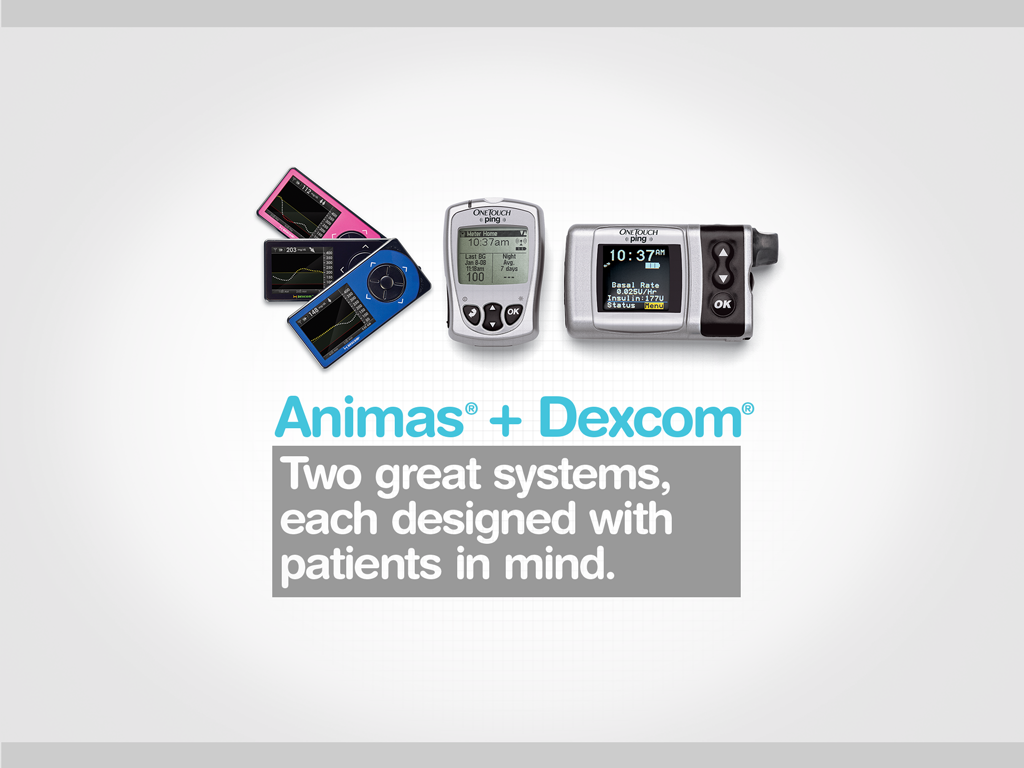 112
203
148
ONETOUCH
ping
Meter Home
10:37am
Last BG
Jan 8-08
11:18am
100
Night
Avg.
7 days
---
OK
ONETOUCH
ping
10:37AM
Basal Rate
0.025U/Hr
Insulin:177U
Status Menu
OK
Animas® + Dexcom®
Two great systems,
each designed with
patients in mind.